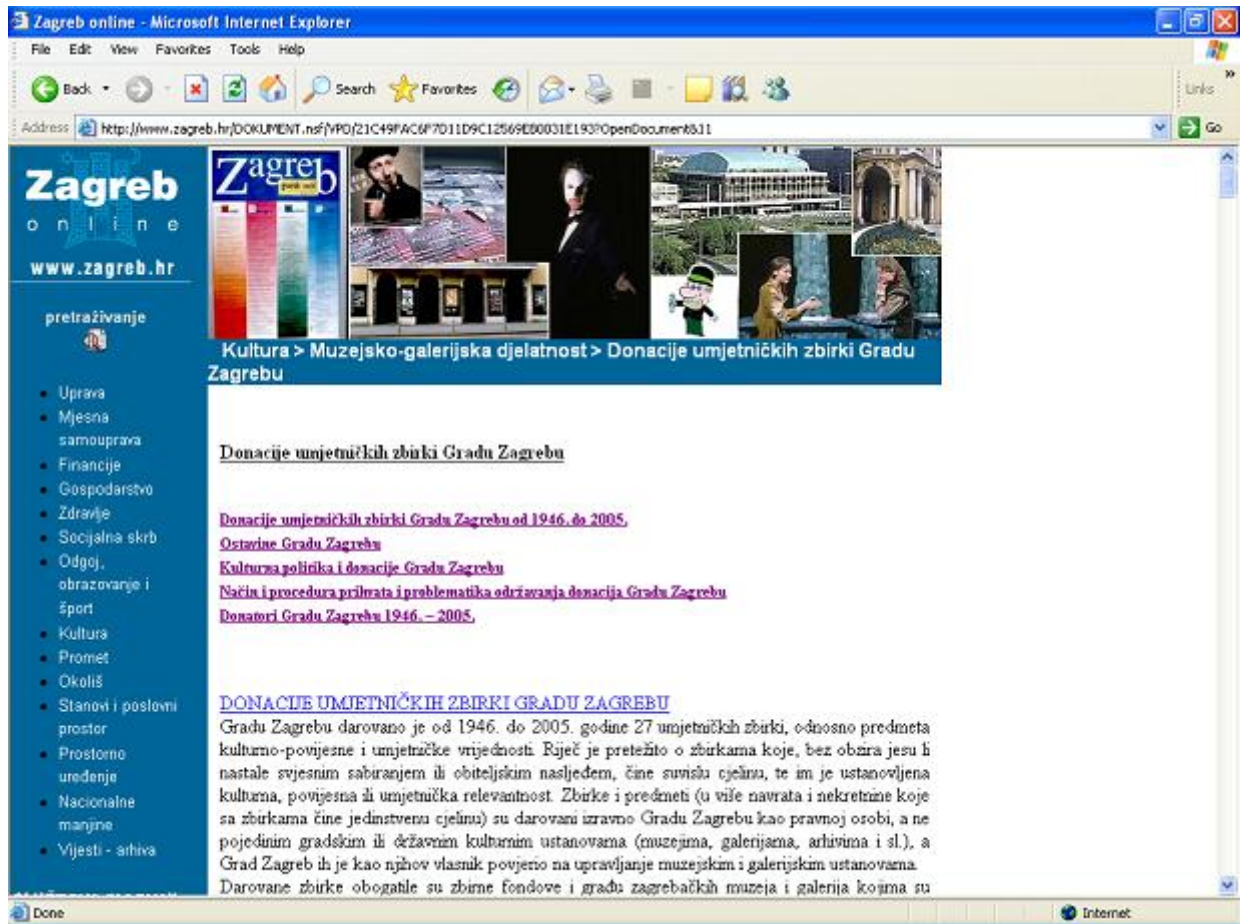 Zagreb online - Microsoft Internet Explorer
File Edit View Favorites Tools Help
Back Search Favorites Links
Address http://www.zagreb.hr/DOKUMENT.nsf/VPD/21C49FAC6F7D11D9C12569EB0031E193?OpenDocument&11 Go
Zagreb
online
www.zagreb.hr
pretraživanje
Uprava
Mjesna
samouprava
Financije
Gospodarstvo
Zdravlje
Socijalna skrb
Odgoj,
obrazovanje i
šport
Kultura
Promet
Okoliš
Stanovi i poslovni
prostor
Prostorno
uređenje
Nacionalne
manjine
Vijesti - arhiva
Zagreb
Kultura > Muzejsko-galerijska djelatnost > Donacije umjetničkih zbirki Gradu
Zagrebu
Donacije umjetničkih zbirki Gradu Zagrebu
Donacije umjetničkih zbirki Gradu Zagrebu od 1946. do 2005.
Ostavine Gradu Zagrebu
Kulturna politika i donacije Gradu Zagrebu
Način i procedura prihvata i problematika održavanja donacija Gradu Zagrebu
Donatori Gradu Zagrebu 1946. – 2005.
DONACIJE UMJETNIČKIH ZBIRKI GRADU ZAGREBU
Gradu Zagrebu darovano je od 1946. do 2005. godine 27 umjetničkih zbirki, odnosno predmeta
kulturno-povijesne i umjetničke vrijednosti. Riječ je pretežito o zbirkama koje, bez obzira jesu li
nastale svjesnim sabiranjem ili obiteljskim nasljeđem, čine suvislu cjelinu, te im je ustanovljena
kulturna, povijesna ili umjetnička relevantnost. Zbirke i predmeti (u više navrata i nekretnine koje
sa zbirkama čine jedinstvenu cjelinu) su darovani izravno Gradu Zagrebu kao pravnoj osobi, a ne
pojedinim gradskim ili državnim kulturnim ustanovama (muzejima, galerijama, arhivima i sl.), a
Grad Zagreb ih je kao njihov vlasnik povjerio na upravljanje muzejskim i galerijskim ustanovama.
Darovane zbirke obogatile su zbirne fondove i građu zagrebačkih muzeja i galerija kojima su
Done Internet